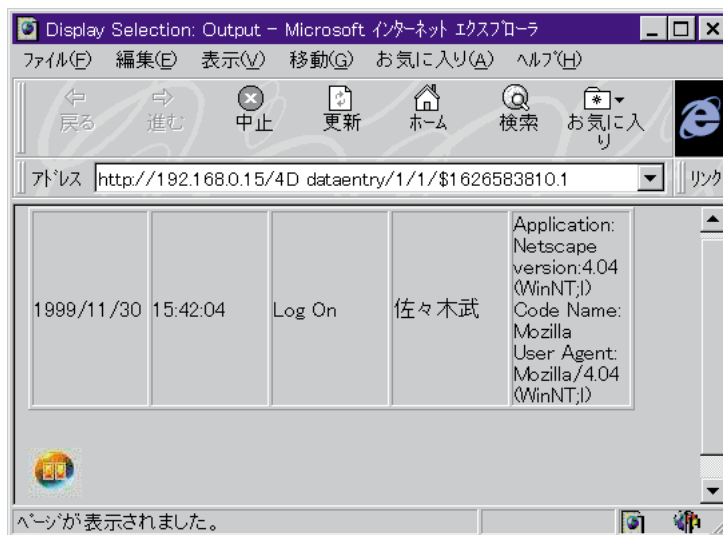 Display Selection: Output - Microsoft インターネット エクスプローラ
ファイル(F) 編集(E) 表示(V) 移動(G) お気に入り(A) ヘルプ(H)
戻る 進む 中止 更新 ホーム 検索 お気に入り
アドレス http://192.168.0.15/4D dataentry/1/1/$1626583810.1 リンク
1999/11/30 15:42:04 Log On 佐々木武
Application:
Netscape
version:4.04
(WinNT;I)
Code Name:
Mozilla
User Agent:
Mozilla/4.04
(WinNT;I)
ページが表示されました。